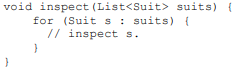 void inspect(List<Suit> suits) {
    for (Suit s : suits) {
      // inspect s.
    }
}